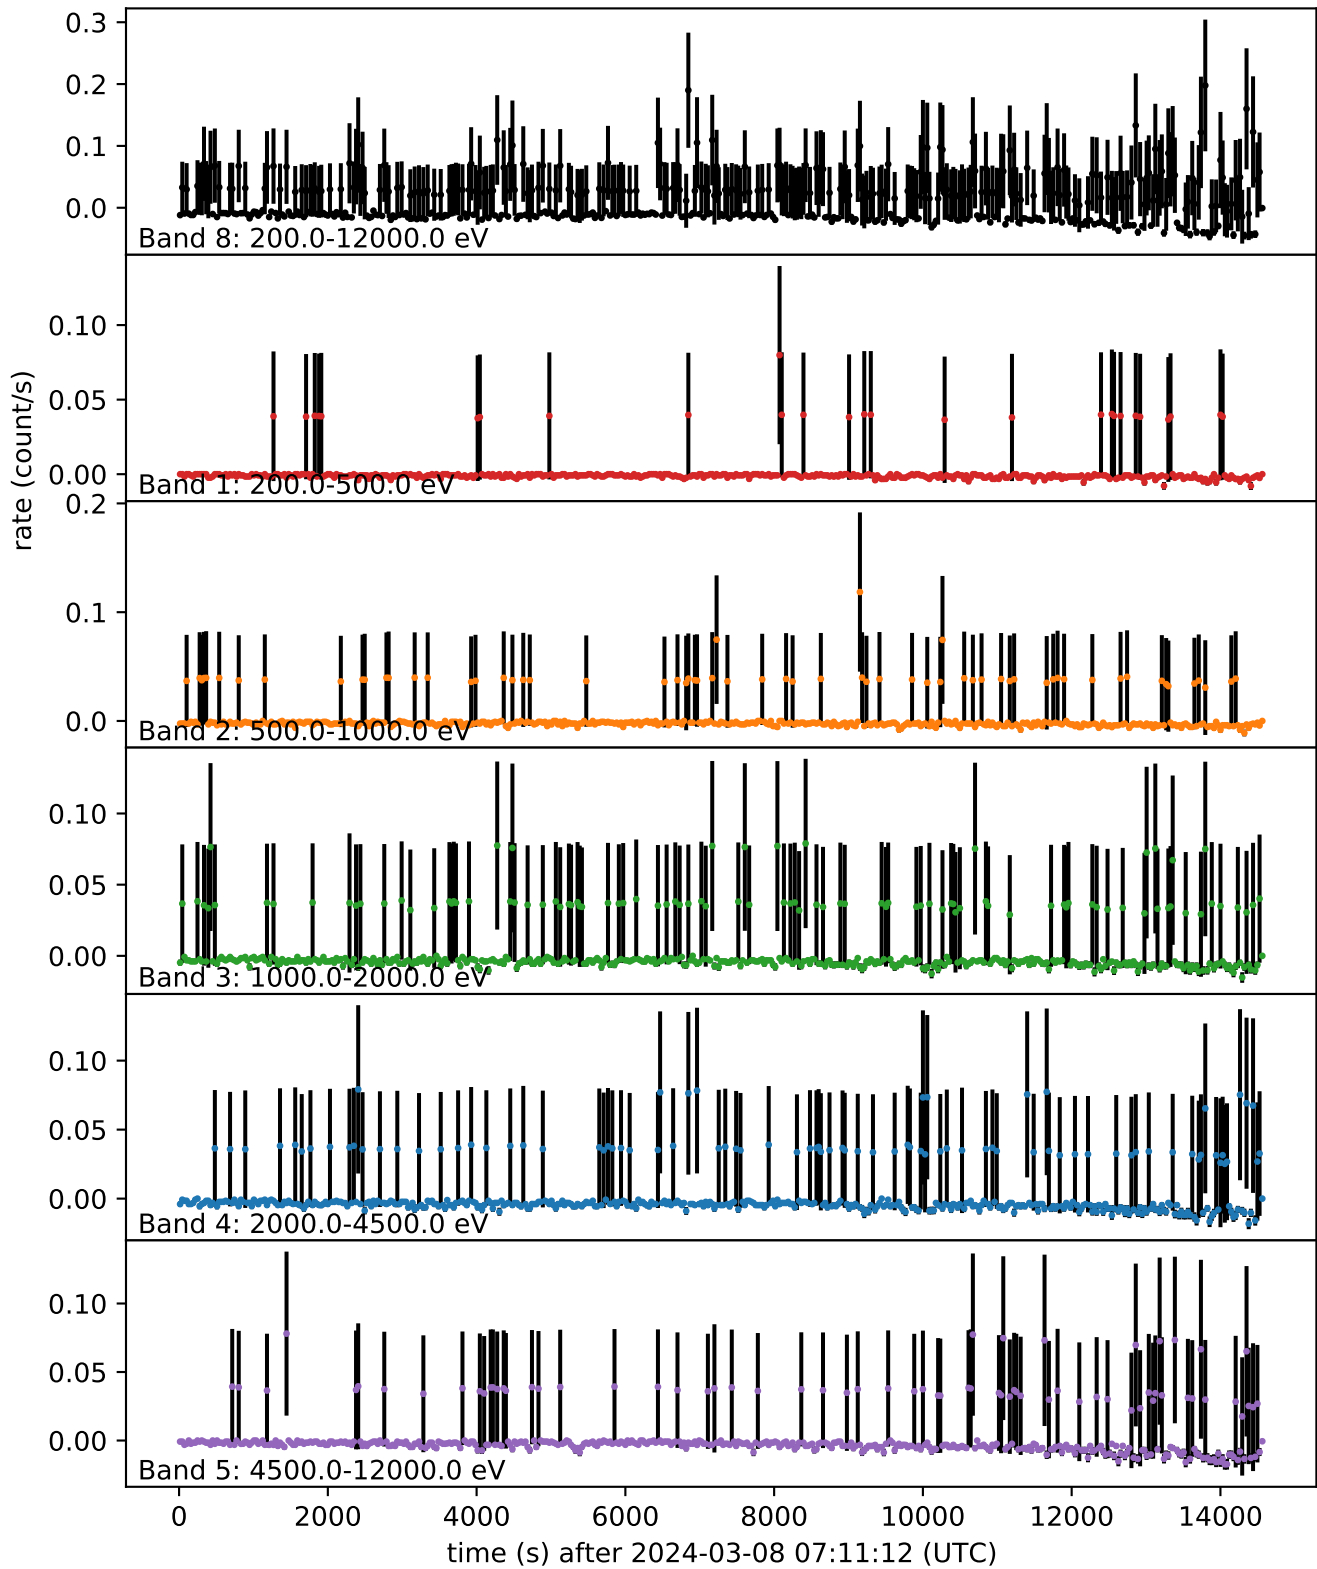 0.3
0.2
0.1
0.0
Band 8: 200.0-12000.0 eV
0.10
0.05
0.00
Band 1: 200.0-500.0 eV
rate (count/s)
0.2
0.1
0.0
Band 2: 500.0-1000.0 eV
0.10
0.05
0.00
Band 3: 1000.0-2000.0 eV
0.10
0.05
0.00
Band 4: 2000.0-4500.0 eV
0.10
0.05
0.00
Band 5: 4500.0-12000.0 eV
0 2000 4000 6000 8000 10000 12000 14000
time (s) after 2024-03-08 07:11:12 (UTC)